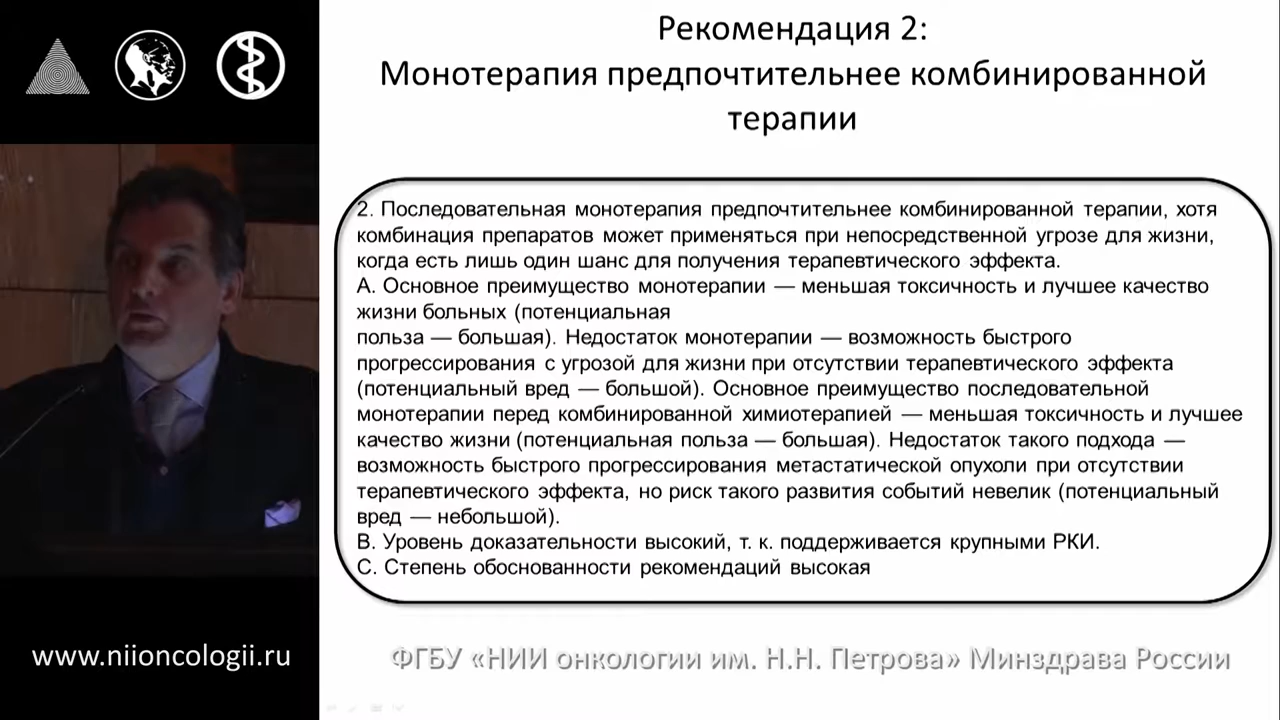 Рекомендация 2:
Монотерапия предпочтительнее комбинированной
терапии
2. Последовательная монотерапия предпочтительнее комбинированной терапии, хотя
комбинация препаратов может применяться при непосредственной угрозе для жизни,
когда есть лишь один шанс для получения терапевтического эффекта.
А. Основное преимущество монотерапии — меньшая токсичность и лучшее качество
жизни больных (потенциальная
польза — большая). Недостаток монотерапии — возможность быстрого
прогрессирования с угрозой для жизни при отсутствии терапевтического эффекта
(потенциальный вред — большой). Основное преимущество последовательной
монотерапии перед комбинированной химиотерапией — меньшая токсичность и лучшее
качество жизни (потенциальная польза — большая). Недостаток такого подхода —
возможность быстрого прогрессирования метастатической опухоли при отсутствии
терапевтического эффекта, но риск такого развития событий невелик (потенциальный
вред — небольшой).
В. Уровень доказательности высокий, т. к. поддерживается крупными РКИ.
С. Степень обоснованности рекомендаций высокая
www.niioncologii.ru
ФГБУ «НИИ онкологии им. Н.Н. Петрова» Минздрава России